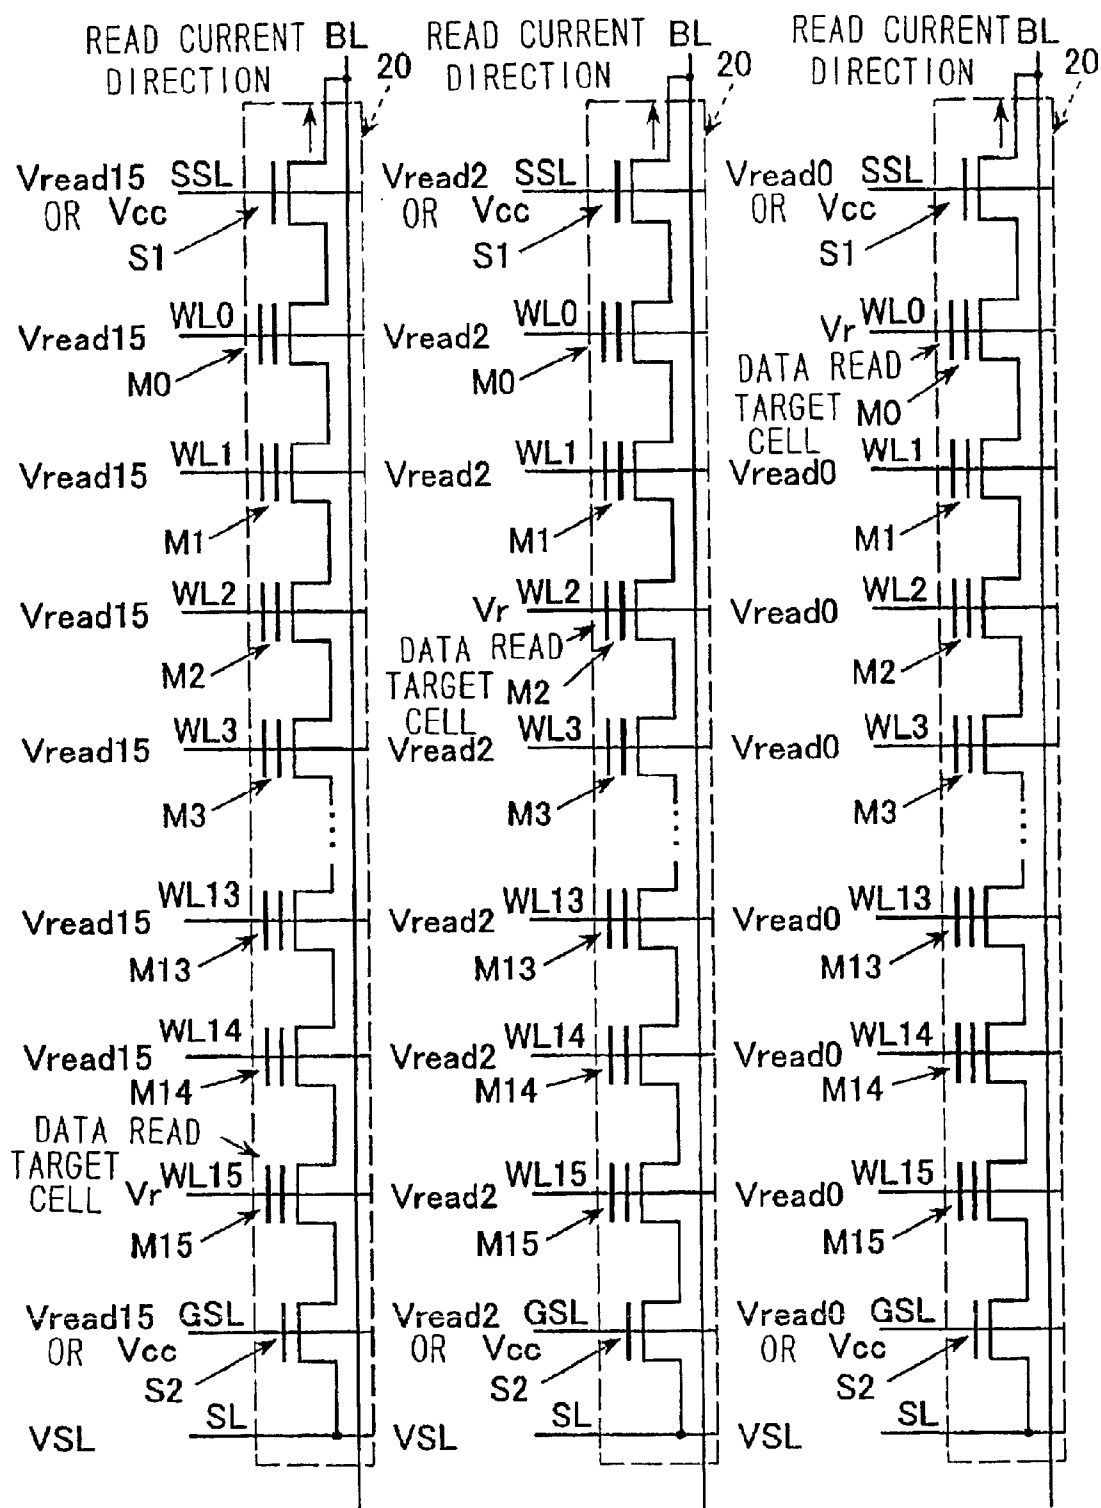 READ CURRENT BL
DIRECTION
20
Vread15 SSL
OR Vcc
S1
Vread15 WL0
M0
Vread15 WL1
M1
Vread15 WL2
M2
Vread15 WL3
M3
Vread15 WL13
M13
Vread15 WL14
M14
DATA READ
TARGET
CELL
Vr WL15
M15
Vread15 GSL
OR Vcc
S2
VSL SL
READ CURRENT BL
DIRECTION
20
Vread2 SSL
OR Vcc
S1
Vread2 WL0
M0
Vread2 WL1
M1
Vr WL2
DATA READ
TARGET
CELL
M2
Vread2 WL3
M3
Vread2 WL13
M13
Vread2 WL14
M14
Vread2 WL15
M15
Vread2 GSL
OR Vcc
S2
VSL SL
READ CURRENT BL
DIRECTION
20
Vread0 SSL
OR Vcc
S1
Vr WL0
DATA READ
TARGET
CELL
M0
Vread0 WL1
M1
Vread0 WL2
M2
Vread0 WL3
M3
Vread0 WL13
M13
Vread0 WL14
M14
Vread0 WL15
M15
Vread0 GSL
OR Vcc
S2
VSL SL